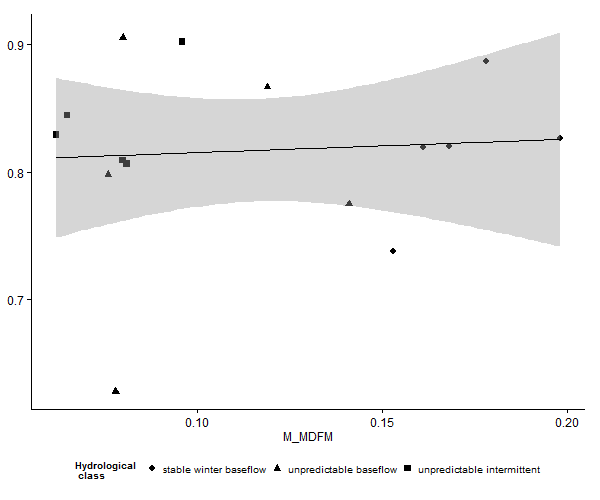 0.9
0.8
0.7
0.10 0.15 0.20
M_MDFM
Hydrological
class
stable winter baseflow unpredictable baseflow unpredictable intermittent